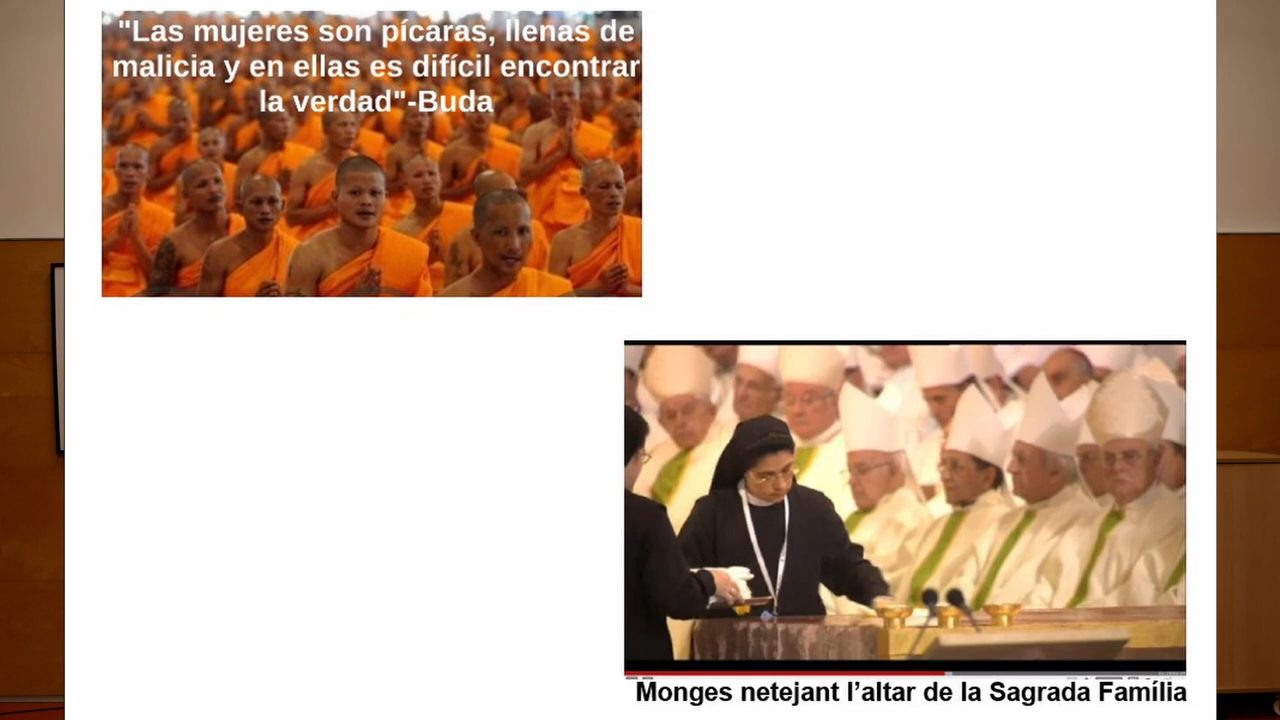 "Las mujeres son pícaras, llenas de
malicia y en ellas es difícil encontrar
la verdad"-Buda
Monges netejant l'altar de la Sagrada Família